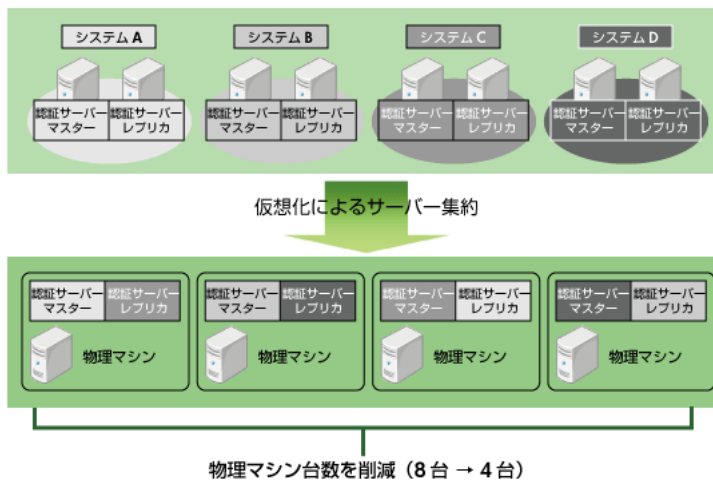 システム A
システム B
システム C
システム D
認証サーバー
マスター
認証サーバー
レプリカ
認証サーバー
マスター
認証サーバー
レプリカ
認証サーバー
マスター
認証サーバー
レプリカ
認証サーバー
マスター
認証サーバー
レプリカ
仮想化によるサーバー集約
認証サーバー
マスター
認証サーバー
レプリカ
認証サーバー
マスター
認証サーバー
レプリカ
認証サーバー
マスター
認証サーバー
レプリカ
認証サーバー
マスター
認証サーバー
レプリカ
物理マシン
物理マシン
物理マシン
物理マシン
物理マシン台数を削減（8 台 → 4 台）